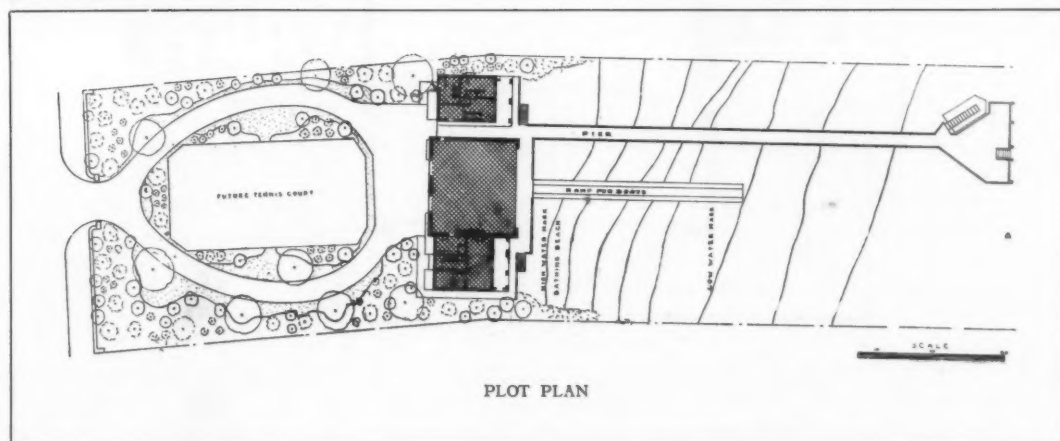 PIER
FUTURE TENNIS COURT
RAMP FOR BOATS
HIGH WATER MARK
BATHING BEACH
LOW WATER MARK
SCALE
PLOT PLAN